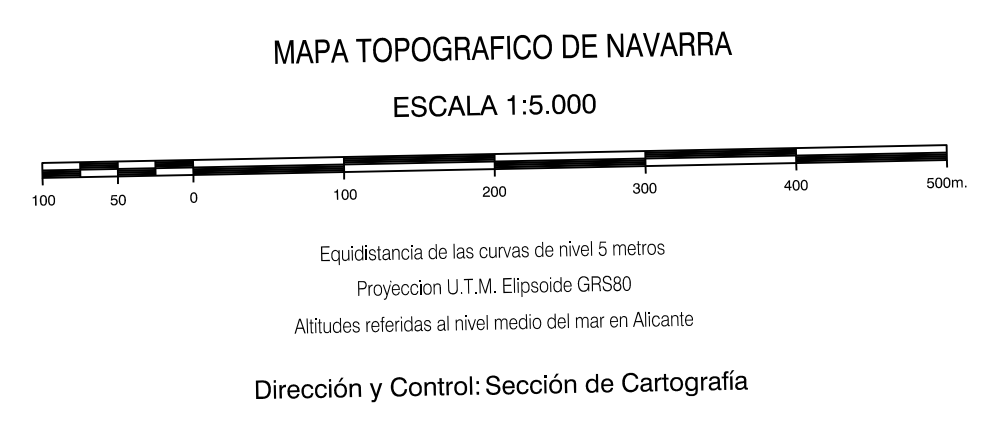 MAPA TOPOGRAFICO DE NAVARRA
ESCALA 1:5.000
100 50 0 100 200 300 400 500m.
Equidistancia de las curvas de nivel 5 metros
Proyeccion U.T.M. Elipsoide GRS80
Altitudes referidas al nivel medio del mar en Alicante
Dirección y Control: Sección de Cartografía